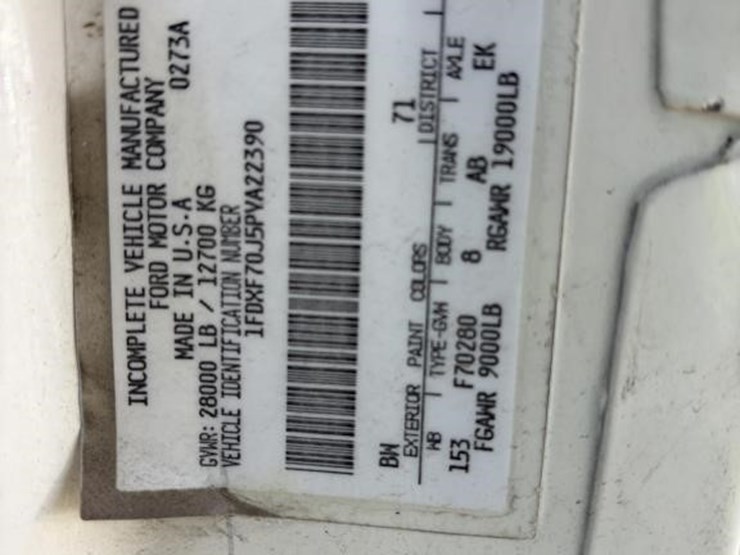 INCOMPLETE VEHICLE MANUFACTURED
FORD MOTOR COMPANY 0273A
MADE IN U.S.A
GVWR: 28000 LB / 12700 KG
VEHICLE IDENTIFICATION NUMBER
1FDXF70J5PVA22390
BW 71
EXTERIOR PAINT COLORS DISTRICT
WB TYPE-GVW BODY TRANS AXLE
153 F70280 8 AB EK
FGAWR 9000LB RGAWR 19000LB